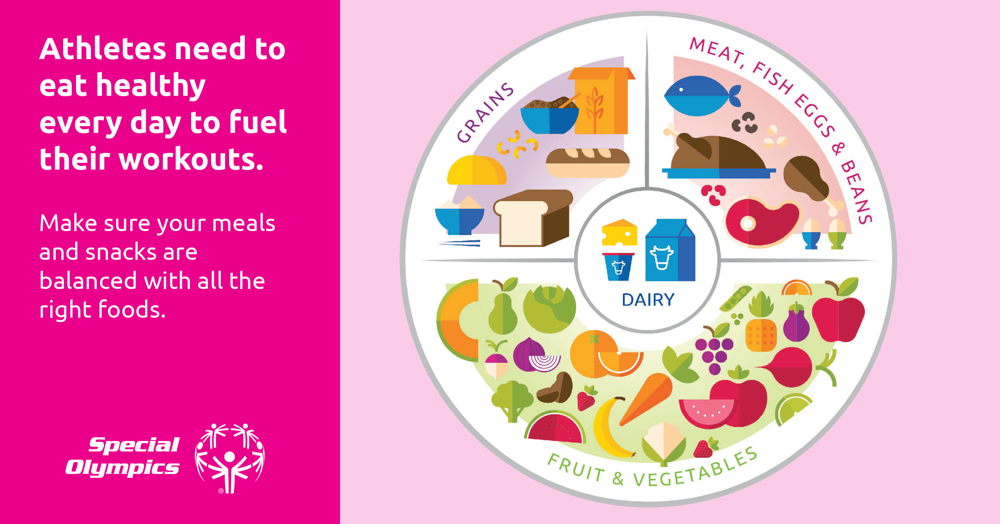 Athletes need to
eat healthy
every day to fuel
their workouts.
Make sure your meals
and snacks are
balanced with all the
right foods.
Special
Olympics
®
GRAINS
MEAT, FISH EGGS & BEANS
DAIRY
FRUIT & VEGETABLES